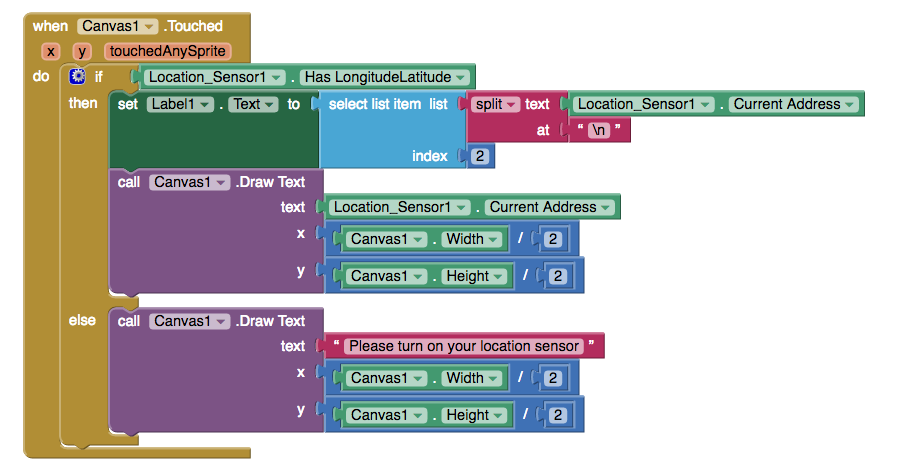 when Canvas1 .Touched
x y touchedAnySprite
do if Location_Sensor1 . Has LongitudeLatitude
then set Label1 . Text to select list item list split text Location_Sensor1 . Current Address
at " \n "
index 2
call Canvas1 .Draw Text
text Location_Sensor1 . Current Address
x Canvas1 . Width / 2
y Canvas1 . Height / 2
else call Canvas1 .Draw Text
text " Please turn on your location sensor "
x Canvas1 . Width / 2
y Canvas1 . Height / 2